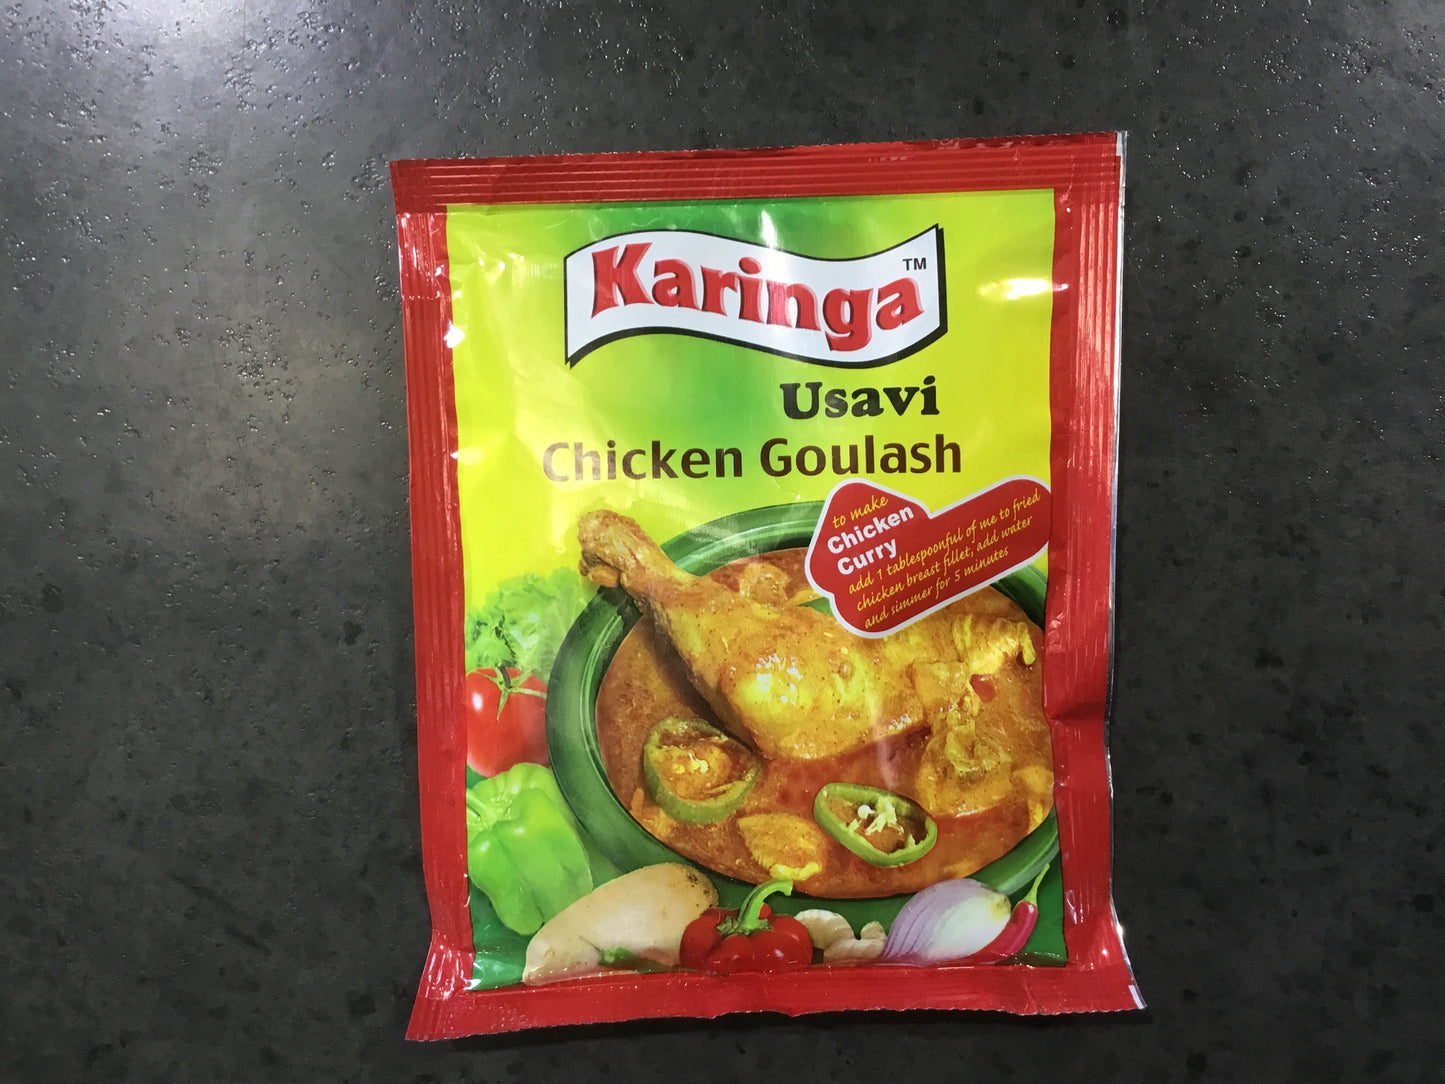 Karinga™
Usavi
Chicken Goulash
to make
Chicken
Curry
add 1 tablespoonful of me to fried
chicken breast fillet, add water
and simmer for 5 minutes